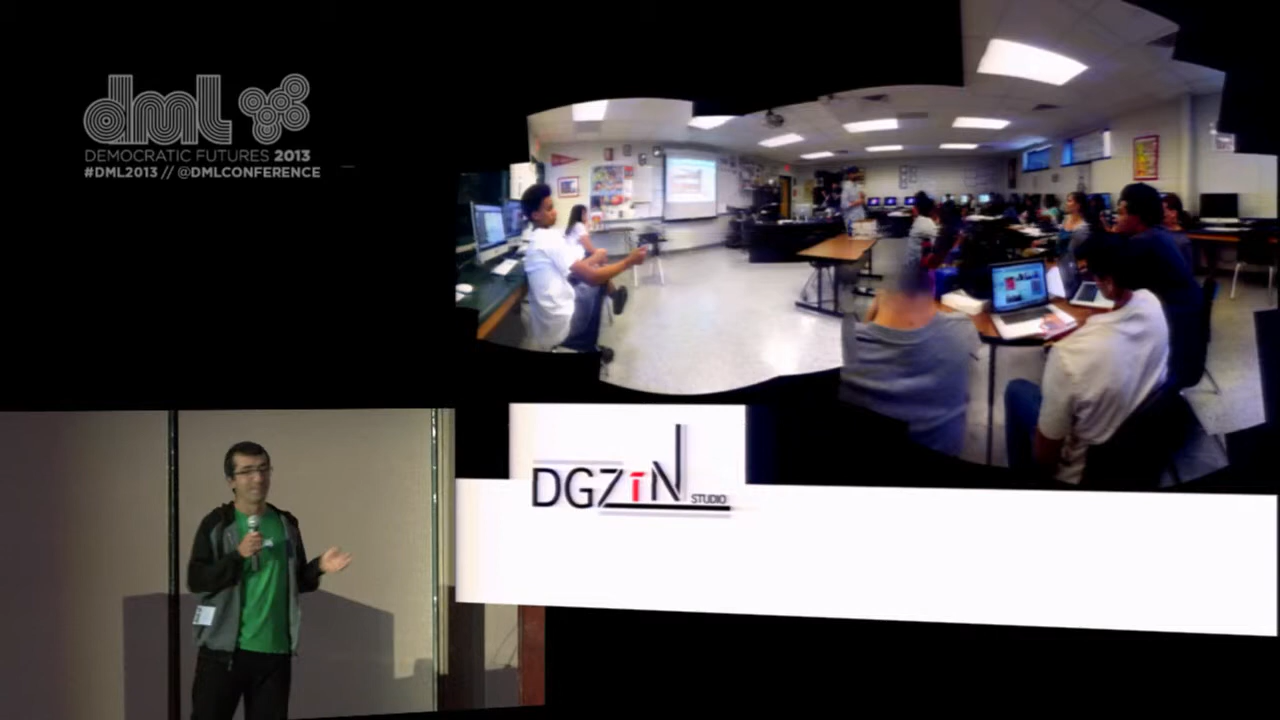 dml
DEMOCRATIC FUTURES 2013
#DML2013 // @DMLCONFERENCE
DGZiN
STUDIO